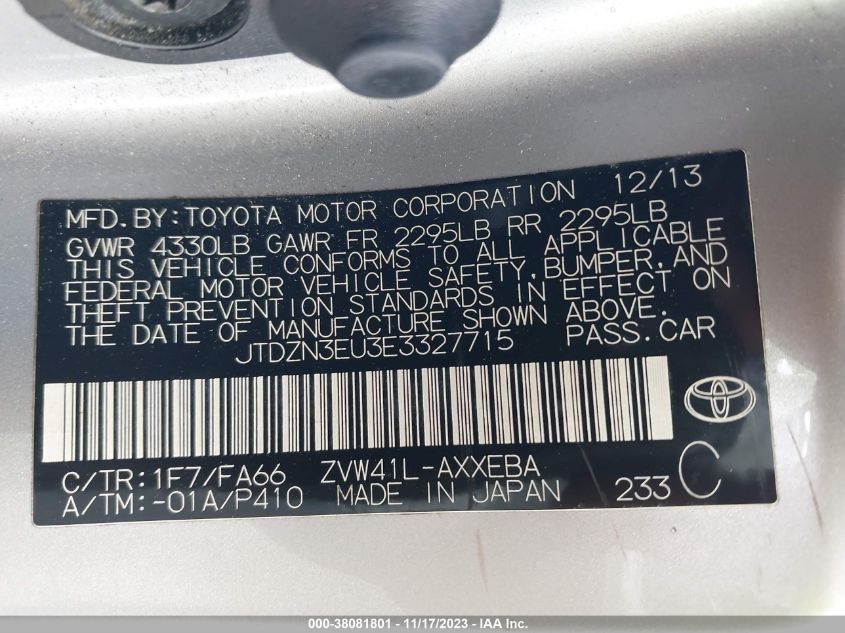 MFD. BY: TOYOTA MOTOR CORPORATION 12/13
GVWR 4330LB GAWR FR 2295LB RR 2295LB
THIS VEHICLE CONFORMS TO ALL APPLICABLE
FEDERAL MOTOR VEHICLE SAFETY, BUMPER, AND
THEFT PREVENTION STANDARDS IN EFFECT ON
THE DATE OF MANUFACTURE SHOWN ABOVE.
JTDZN3EU3E3327715 PASS. CAR
C/TR: 1F7/FA66 ZVW41L-AXXEBA
A/TM: -01A/P410 MADE IN JAPAN 233 C
000-38081801 - 11/17/2023 - IAA Inc.